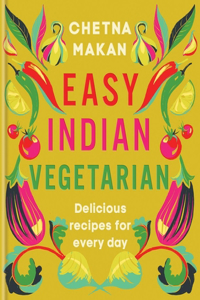 CHETNA
MAKAN
EASY
INDIAN
VEGETARIAN
Delicious
recipes for
every day